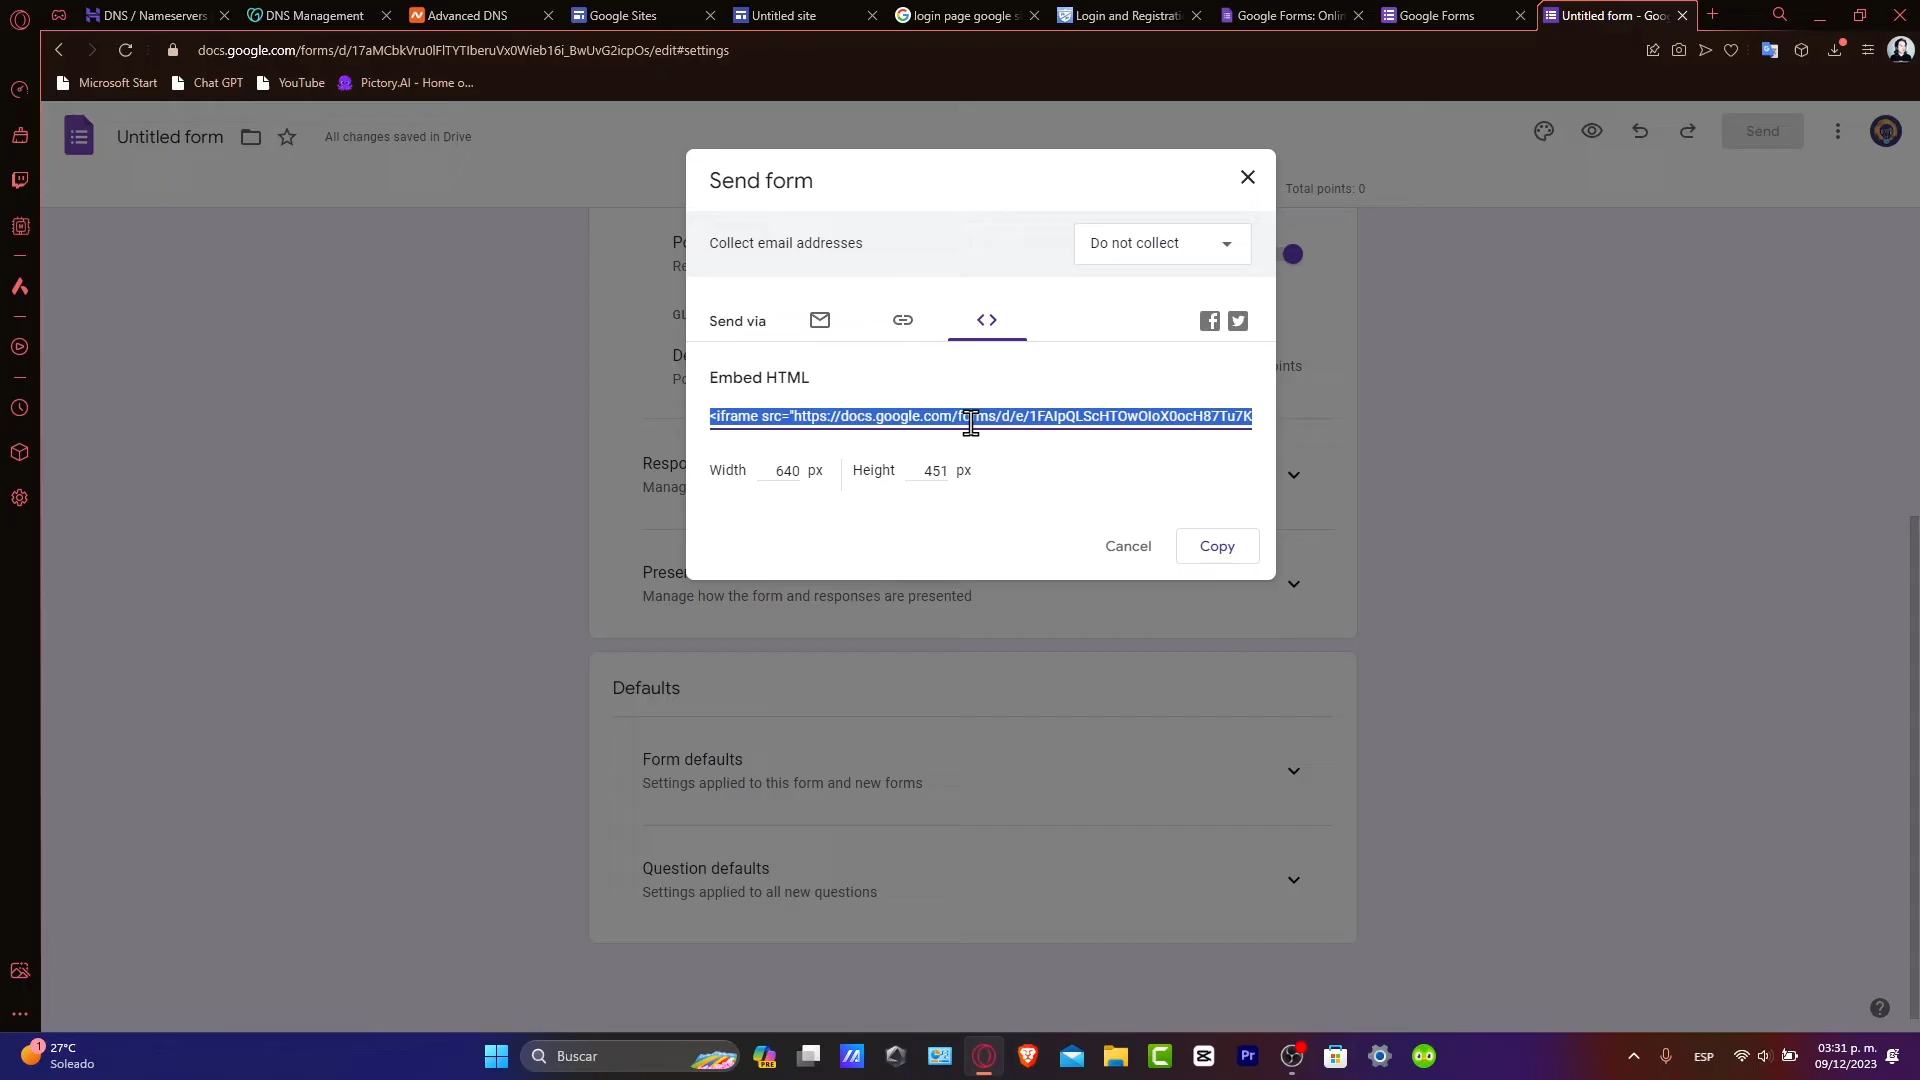 DNS / Nameservers
DNS Management
Advanced DNS
Google Sites
Untitled site
login page google s
Login and Registrati
Google Forms: Onlin
Google Forms
Untitled form - Goo
docs.google.com/forms/d/17aMCbkVru0lFlTYTIberuVx0Wieb16i_BwUvG2icpOs/edit#settings
Microsoft Start
Chat GPT
YouTube
Pictory.AI - Home o...
Untitled form
All changes saved in Drive
Send
Total points: 0
Send form
Collect email addresses
Do not collect
Send via
Embed HTML
<iframe src="https://docs.google.com/forms/d/e/1FAIpQLScHTOwOIoX0ocH87Tu7K
Width 640 px Height 451 px
Cancel
Copy
Manage how the form and responses are presented
Defaults
Form defaults
Settings applied to this form and new forms
Question defaults
Settings applied to all new questions
1
27°C
Soleado
Buscar
PRE
Pr
ESP
03:31 p. m.
09/12/2023